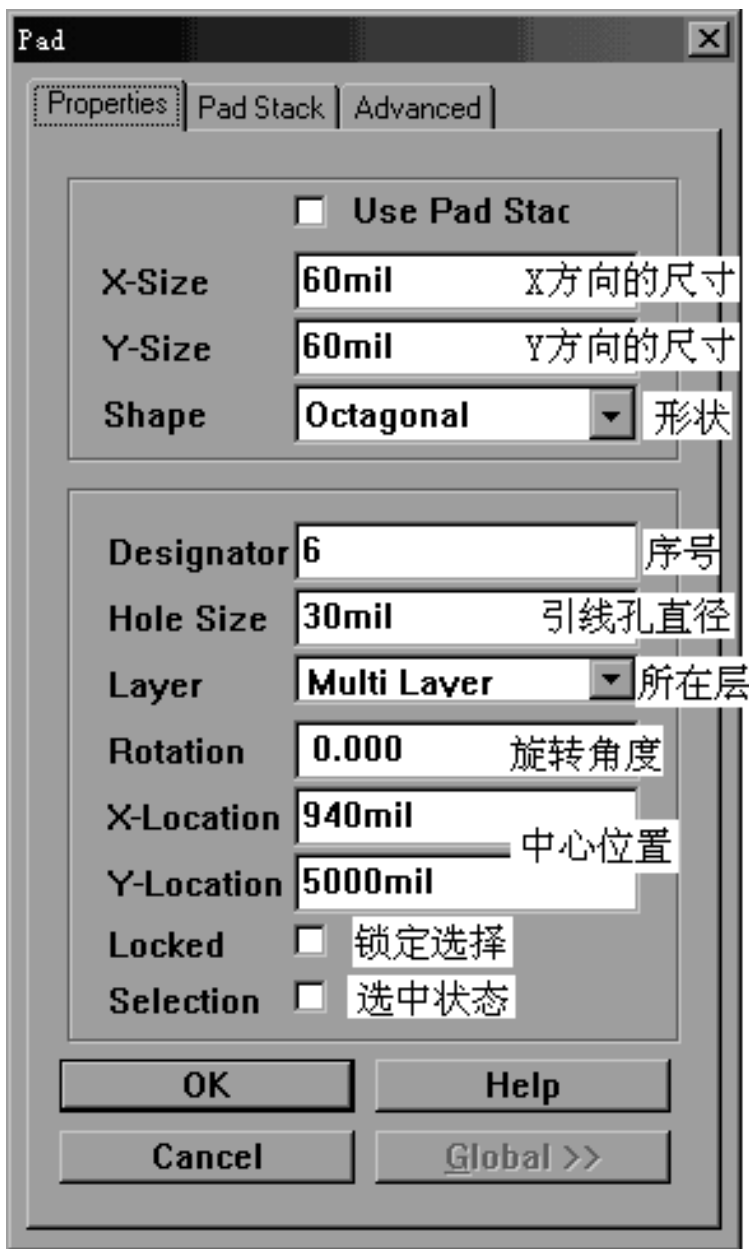 Pad
Properties Pad Stack Advanced
Use Pad Stac
X-Size 60mil X方向的尺寸
Y-Size 60mil Y方向的尺寸
Shape Octagonal 形状
Designator 6 序号
Hole Size 30mil 引线孔直径
Layer Multi Layer 所在层
Rotation 0.000 旋转角度
X-Location 940mil
中心位置
Y-Location 5000mil
Locked 锁定选择
Selection 选中状态
OK Help
Cancel Global >>